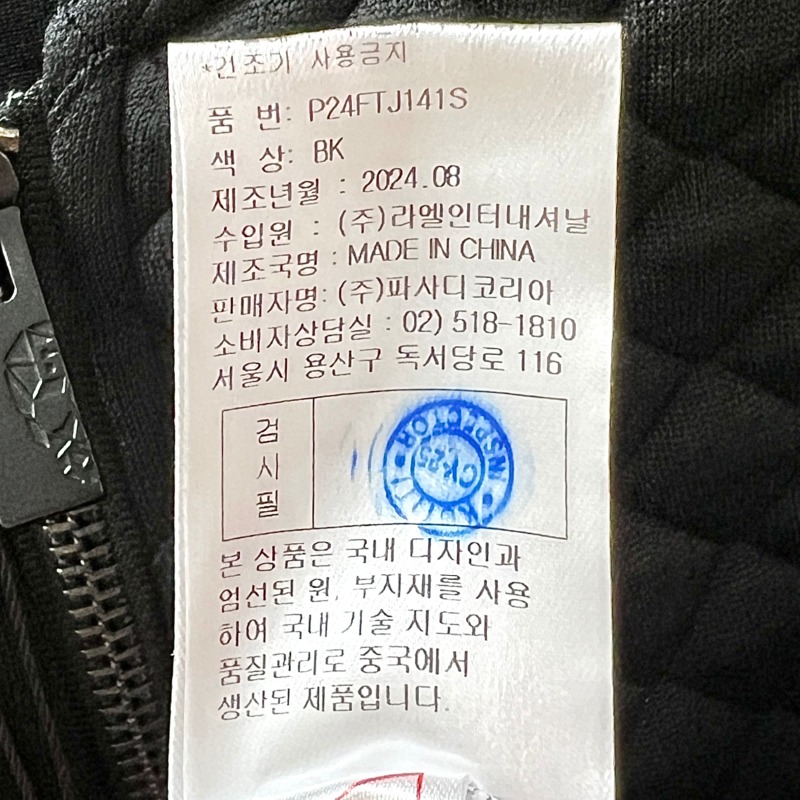 *건조기 사용금지
품 번: P24FTJ141S
색 상: BK
제조년월 : 2024.08
수입원 : (주)라엘인터내셔날
제조국명 : MADE IN CHINA
판매자명: (주)파사디코리아
소비자상담실 : 02) 518-1810
서울시 용산구 독서당로 116
검
시
필
INSPECTOR
CK-25
본 상품은 국내 디자인과
엄선된 원, 부자재를 사용
하여 국내 기술 지도와
품질관리로 중국에서
생산된 제품입니다.